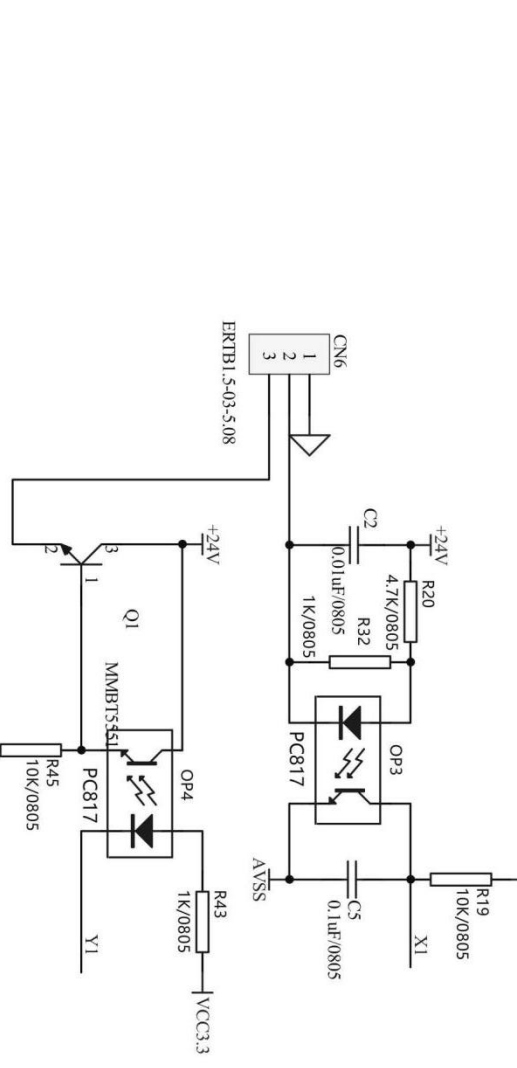 CN6
1
2
3
ERTB1.5-03-5.08
+24V
R20
4.7K/0805
C2
0.01uF/0805
R32
1K/0805
OP3
PC817
R19
10K/0805
X1
C5
0.1uF/0805
AVSS
+24V
3
2
1
Q1
MMBT5551
OP4
PC817
R45
10K/0805
R43
1K/0805
Y1
VCC3.3